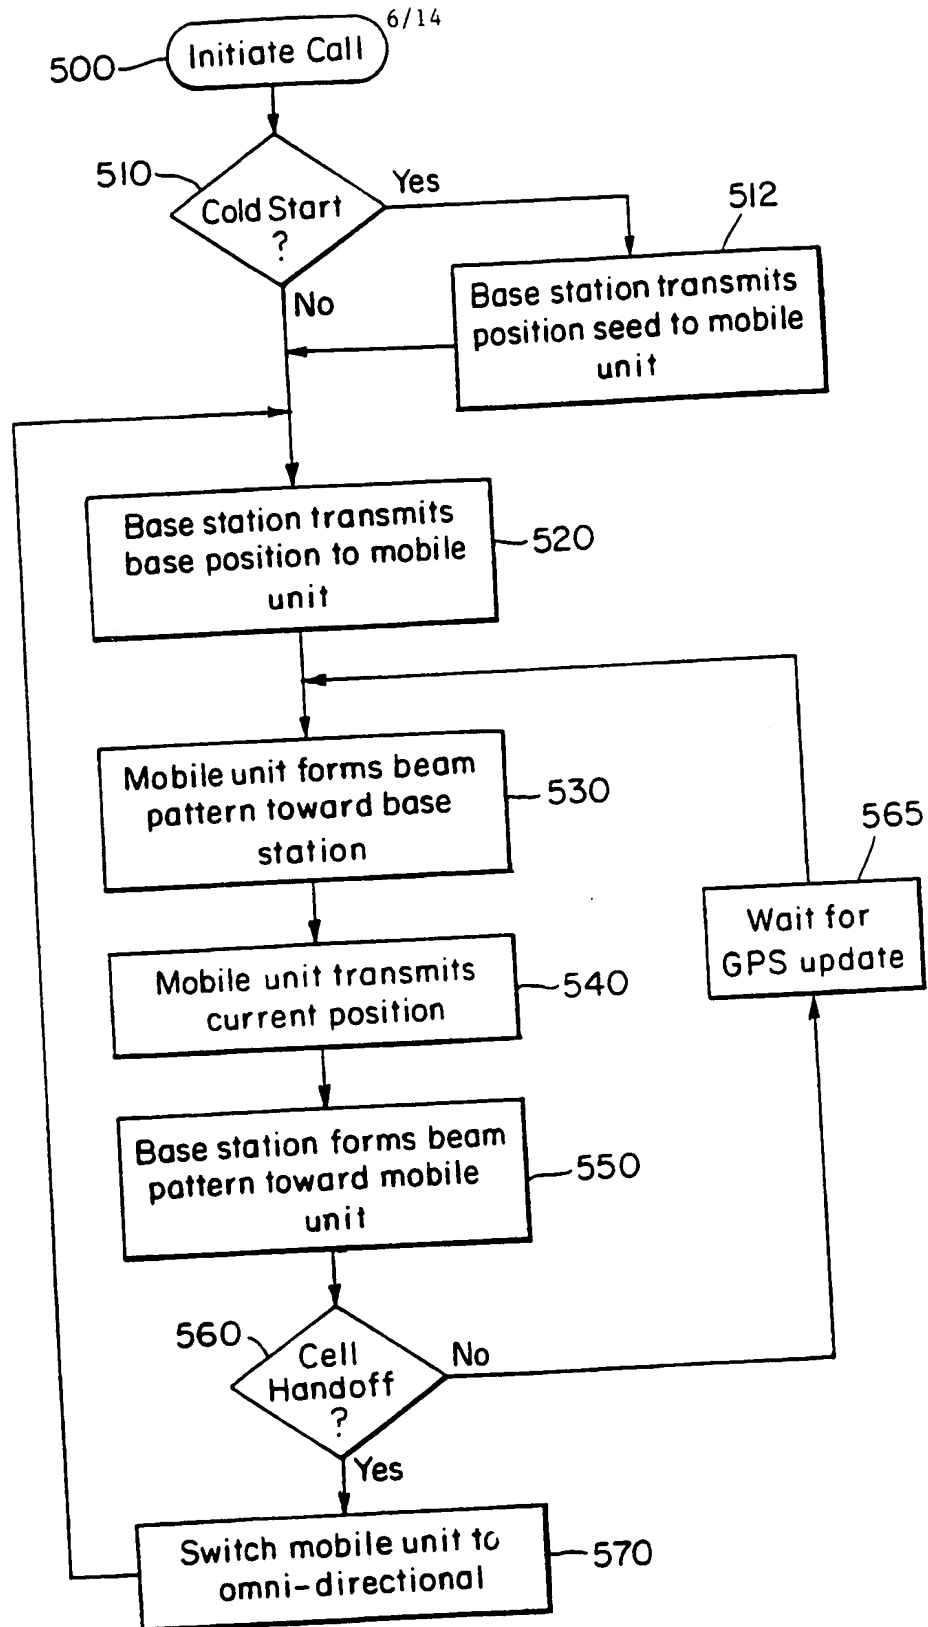 6/14
500
Initiate Call
510
Cold Start
?
Yes
No
512
Base station transmits
position seed to mobile
unit
Base station transmits
base position to mobile
unit
520
Mobile unit forms beam
pattern toward base
station
530
565
Wait for
GPS update
Mobile unit transmits
current position
540
Base station forms beam
pattern toward mobile
unit
550
560
Cell
Handoff
?
No
Yes
Switch mobile unit to
omni-directional
570